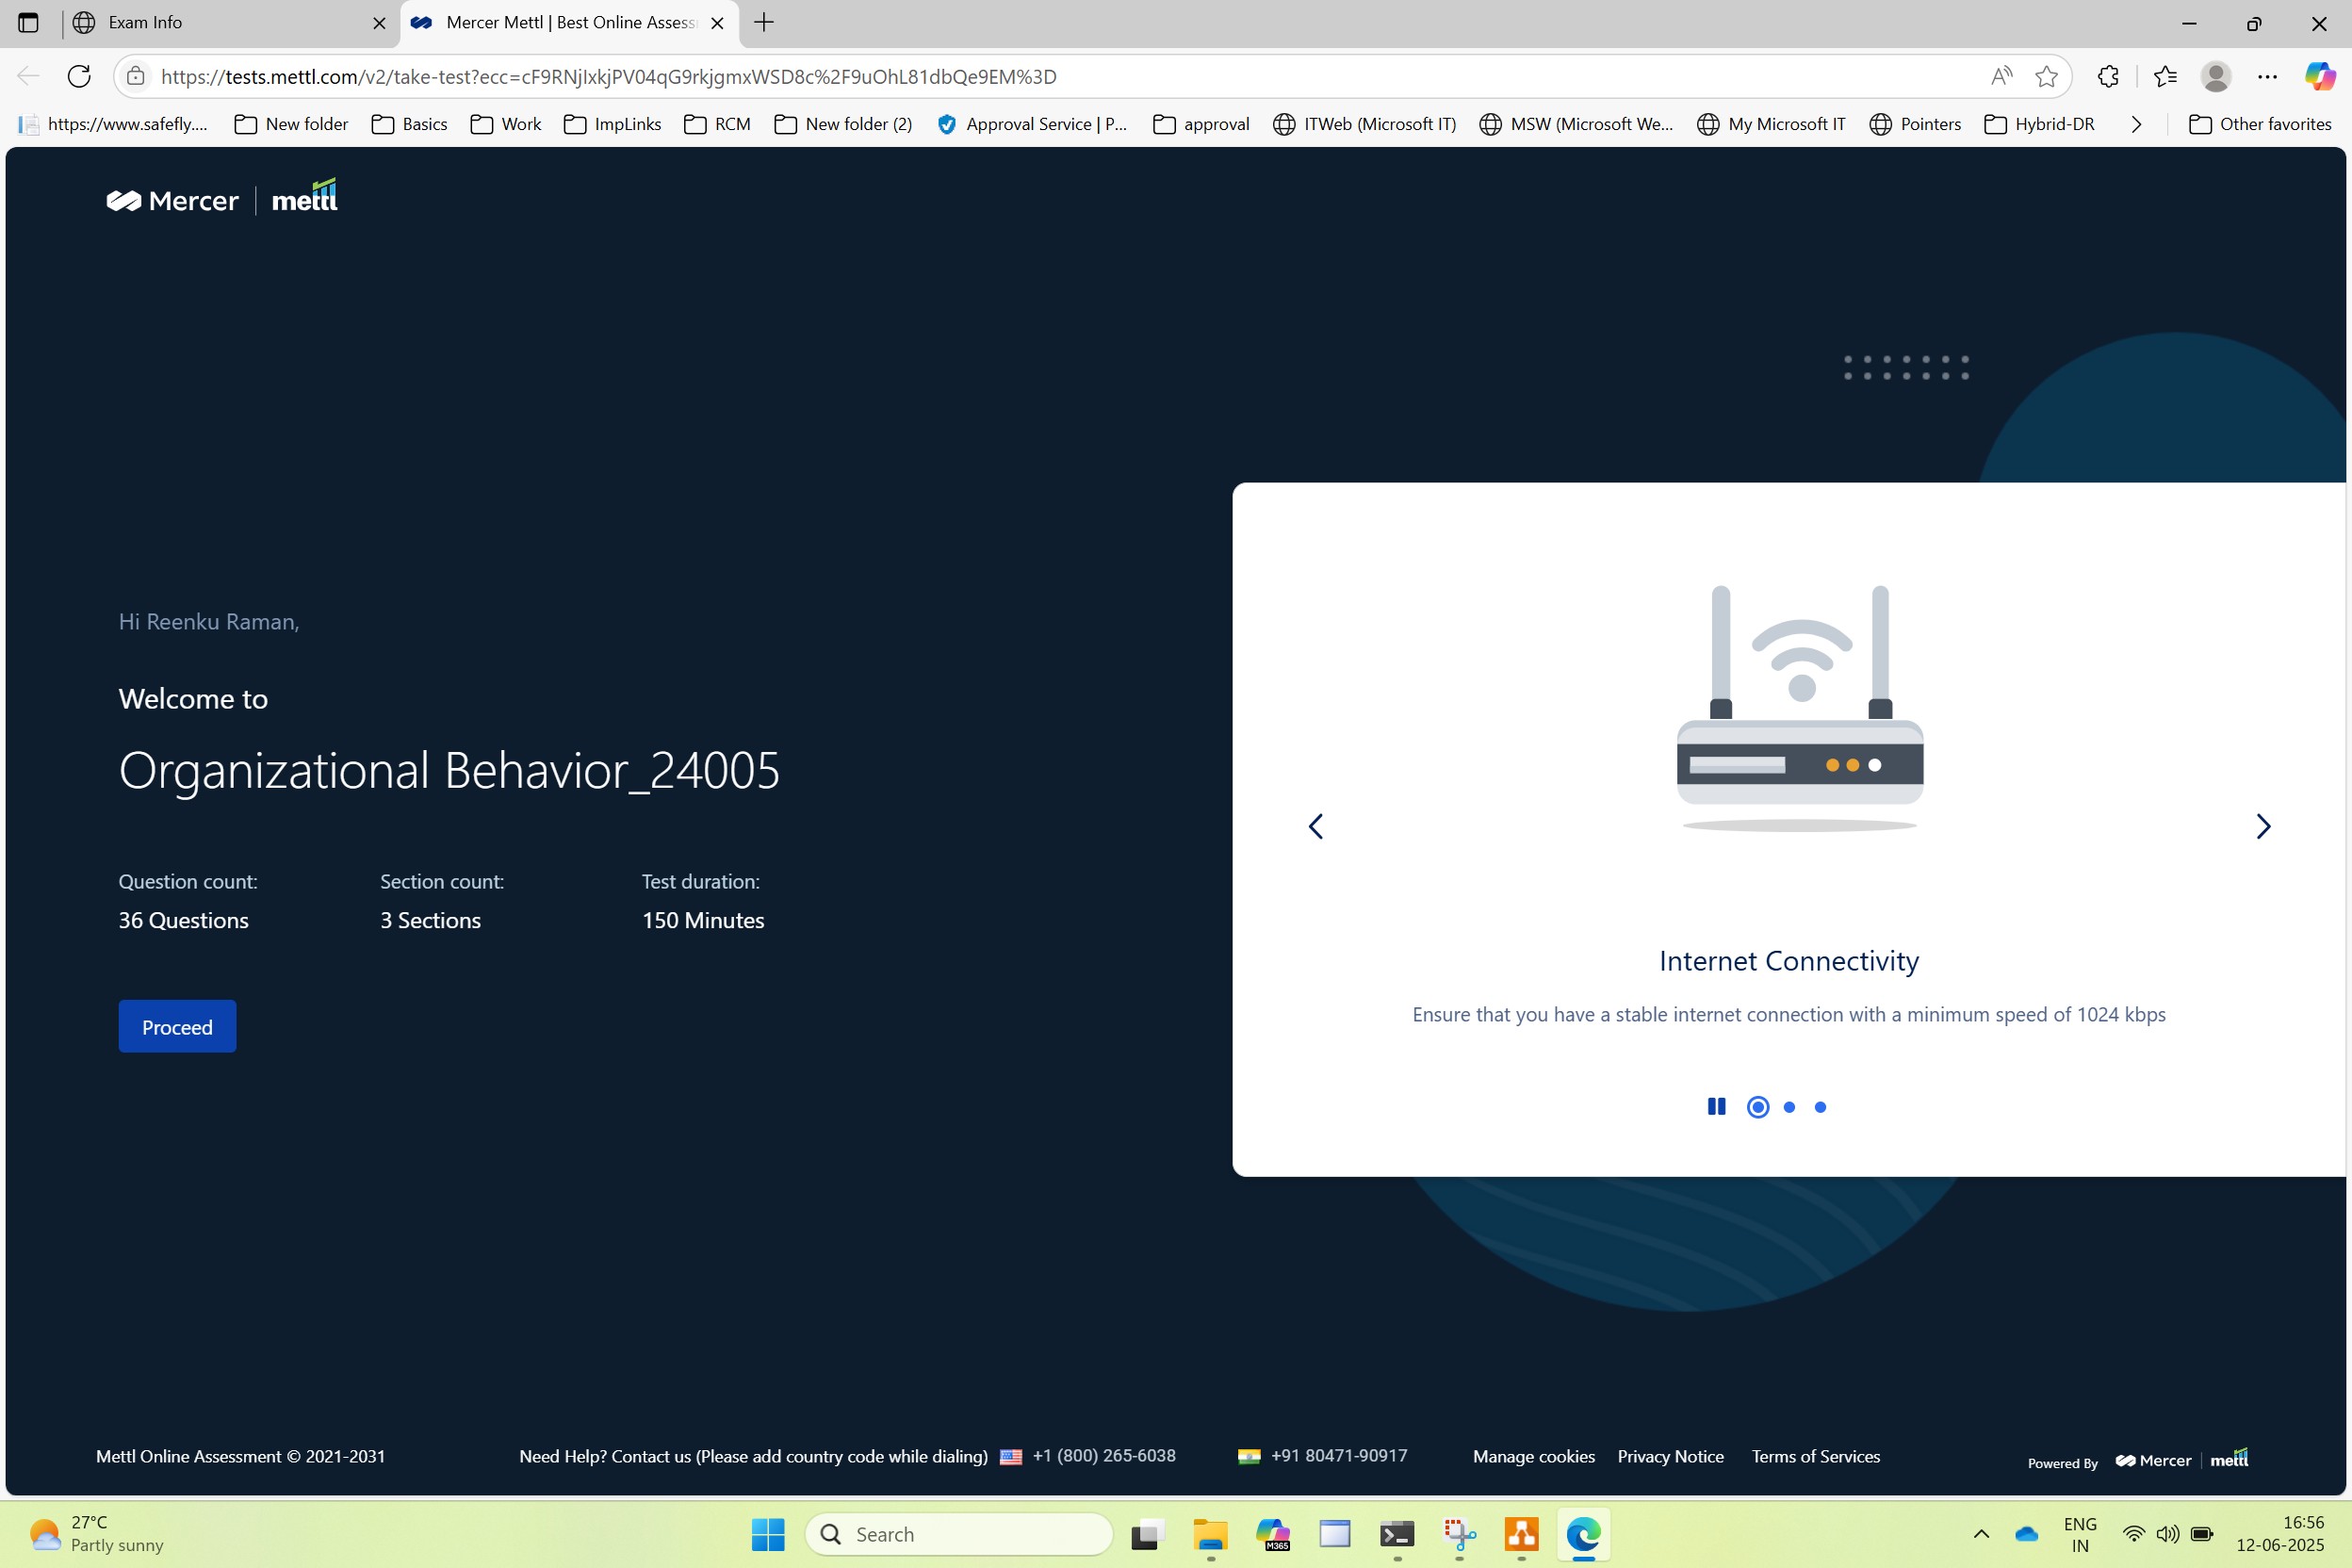 Exam Info
Mercer Mettl | Best Online Assess
https://tests.mettl.com/v2/take-test?ecc=cF9RNjIxkjPV04qG9rkjgmxWSD8c%2F9uOhL81dbQe9EM%3D
https://www.safefly.... New folder Basics Work ImpLinks RCM New folder (2) Approval Service | P... approval ITWeb (Microsoft IT) MSW (Microsoft We... My Microsoft IT Pointers Hybrid-DR Other favorites
Mercer mettl
Hi Reenku Raman,
Welcome to
Organizational Behavior_24005
Question count: Section count: Test duration:
36 Questions 3 Sections 150 Minutes
Proceed
Internet Connectivity
Ensure that you have a stable internet connection with a minimum speed of 1024 kbps
Mettl Online Assessment © 2021-2031 Need Help? Contact us (Please add country code while dialing) +1 (800) 265-6038 +91 80471-90917 Manage cookies Privacy Notice Terms of Services Powered By Mercer mettl
27°C
Partly sunny
Search
M365
ENG
IN
16:56
12-06-2025